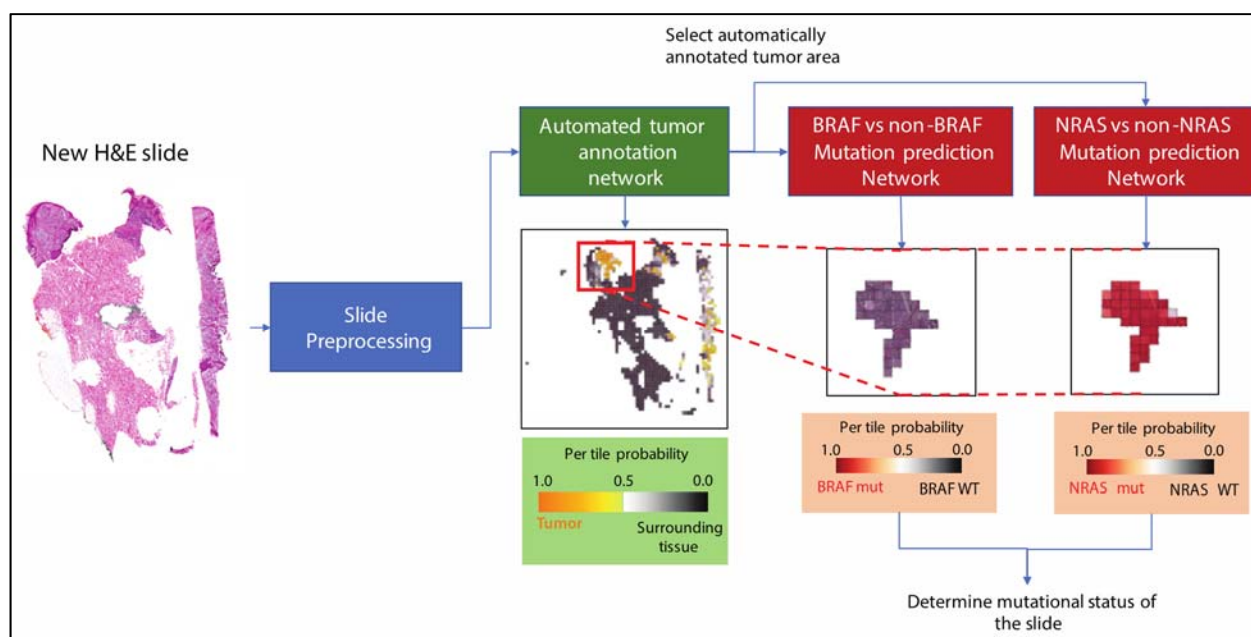 Select automatically
annotated tumor area
New H&E slide
Slide
Preprocessing
Automated tumor
annotation
network
BRAF vs non-BRAF
Mutation prediction
Network
NRAS vs non-NRAS
Mutation prediction
Network
Per tile probability
1.0 0.5 0.0
Tumor
Surrounding
tissue
Per tile probability
1.0 0.5 0.0
BRAF mut BRAF WT
Per tile probability
1.0 0.5 0.0
NRAS mut NRAS WT
Determine mutational status of
the slide